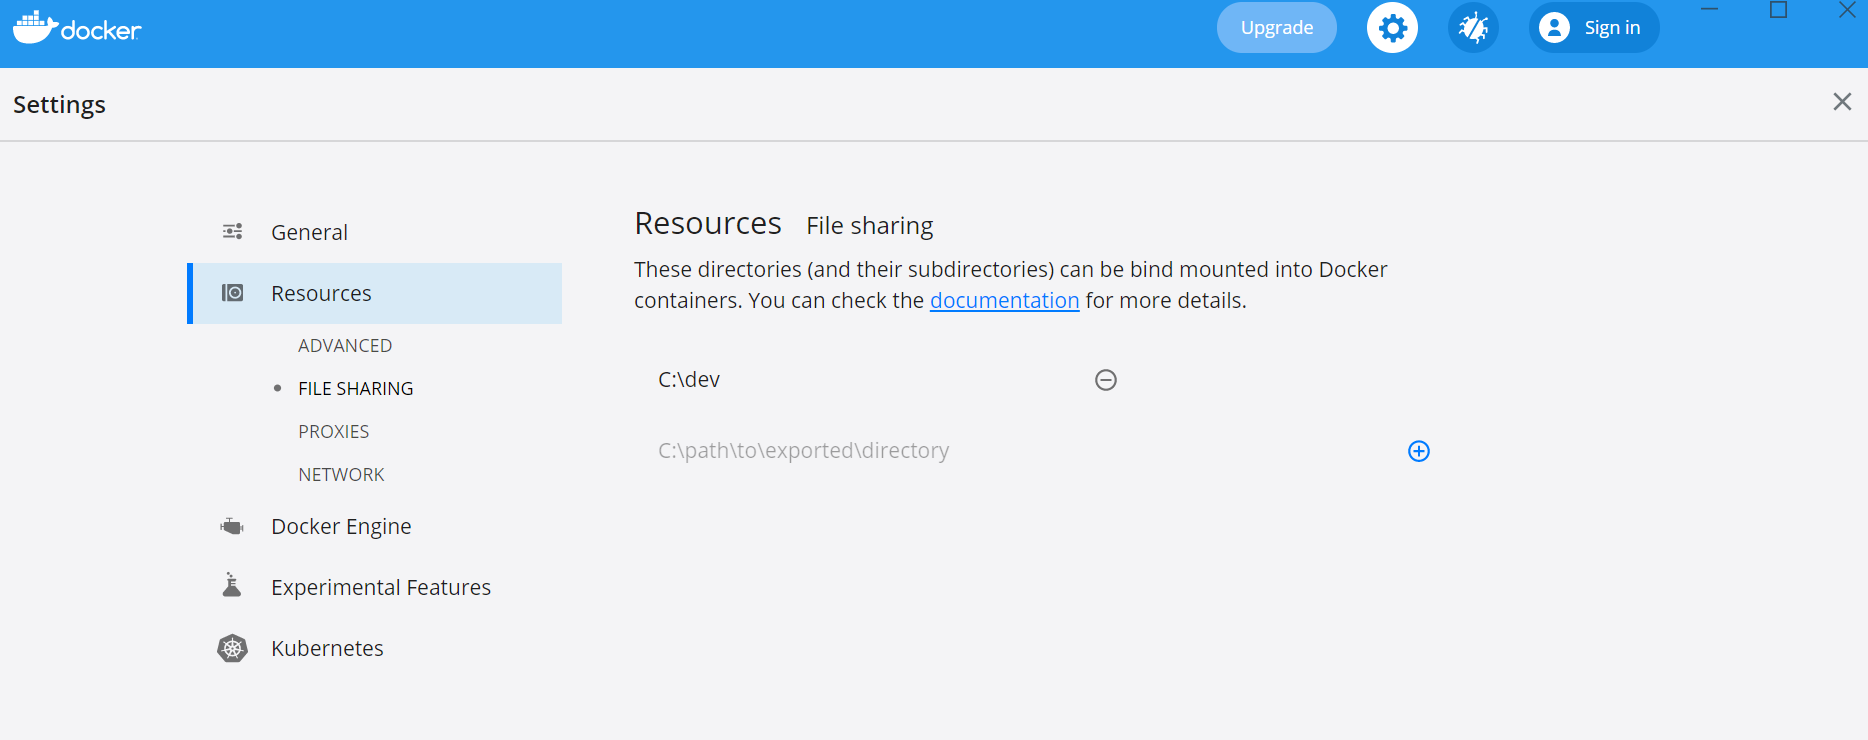 docker
Upgrade
Sign in
Settings
General
Resources
ADVANCED
FILE SHARING
PROXIES
NETWORK
Docker Engine
Experimental Features
Kubernetes
Resources File sharing
These directories (and their subdirectories) can be bind mounted into Docker
containers. You can check the documentation for more details.
C:\dev
C:\path\to\exported\directory